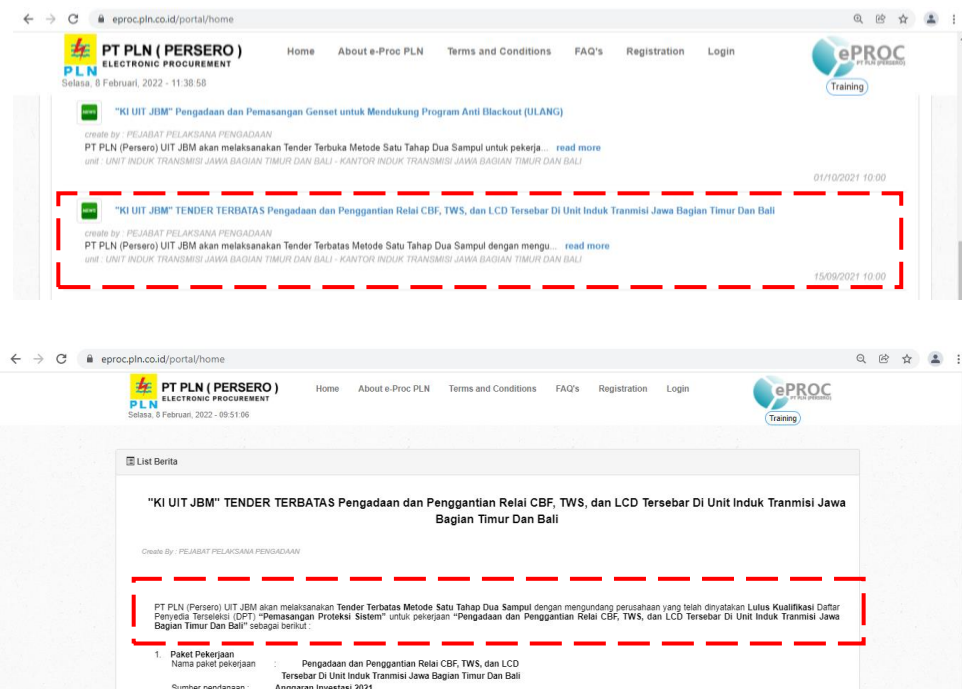 eproc.pln.co.id/portal/home
PT PLN ( PERSERO )
ELECTRONIC PROCUREMENT
PLN
Home About e-Proc PLN Terms and Conditions FAQ's Registration Login
ePROC
PT PLN (PERSERO)
Training
Selasa, 8 Februari, 2022 - 11:38:58
NEWS "KI UIT JBM" Pengadaan dan Pemasangan Genset untuk Mendukung Program Anti Blackout (ULANG)
create by : PEJABAT PELAKSANA PENGADAAN
PT PLN (Persero) UIT JBM akan melaksanakan Tender Terbuka Metode Satu Tahap Dua Sampul untuk pekerja... read more
unit : UNIT INDUK TRANSMISI JAWA BAGIAN TIMUR DAN BALI - KANTOR INDUK TRANSMISI JAWA BAGIAN TIMUR DAN BALI
01/10/2021 10:00
NEWS "KI UIT JBM" TENDER TERBATAS Pengadaan dan Penggantian Relai CBF, TWS, dan LCD Tersebar Di Unit Induk Tranmisi Jawa Bagian Timur Dan Bali
create by : PEJABAT PELAKSANA PENGADAAN
PT PLN (Persero) UIT JBM akan melaksanakan Tender Terbatas Metode Satu Tahap Dua Sampul dengan mengu... read more
unit : UNIT INDUK TRANSMISI JAWA BAGIAN TIMUR DAN BALI - KANTOR INDUK TRANSMISI JAWA BAGIAN TIMUR DAN BALI
15/09/2021 10:00
eproc.pln.co.id/portal/home
PT PLN ( PERSERO )
ELECTRONIC PROCUREMENT
PLN
Home About e-Proc PLN Terms and Conditions FAQ's Registration Login
ePROC
PT PLN (PERSERO)
Training
Selasa, 8 Februari, 2022 - 09:51:06
List Berita
"KI UIT JBM" TENDER TERBATAS Pengadaan dan Penggantian Relai CBF, TWS, dan LCD Tersebar Di Unit Induk Tranmisi Jawa
Bagian Timur Dan Bali
Create By : PEJABAT PELAKSANA PENGADAAN
PT PLN (Persero) UIT JBM akan melaksanakan Tender Terbatas Metode Satu Tahap Dua Sampul dengan mengundang perusahaan yang telah dinyatakan Lulus Kualifikasi Daftar
Penyedia Terseleksi (DPT) “Pemasangan Proteksi Sistem” untuk pekerjaan “Pengadaan dan Penggantian Relai CBF, TWS, dan LCD Tersebar Di Unit Induk Tranmisi Jawa
Bagian Timur Dan Bali” sebagai berikut :
1. Paket Pekerjaan
Nama paket pekerjaan : Pengadaan dan Penggantian Relai CBF, TWS, dan LCD
Tersebar Di Unit Induk Tranmisi Jawa Bagian Timur Dan Bali
Sumber pendanaan : Anggaran Investasi 2021